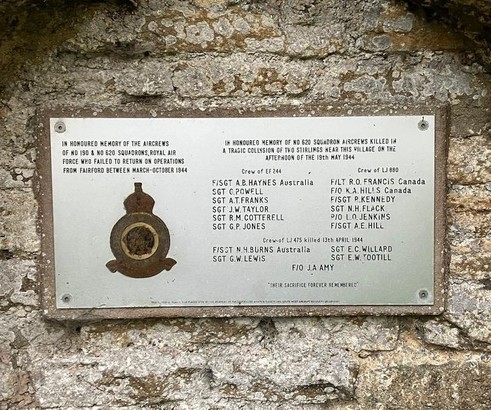 IN HONOURED MEMORY OF THE AIRCREWS
OF NO 190 & NO 620 SQUADRONS, ROYAL AIR
FORCE WHO FAILED TO RETURN ON OPERATIONS
FROM FAIRFORD BETWEEN MARCH-OCTOBER 1944
IN HONOURED MEMORY OF NO 620 SQUADRON AIRCREWS KILLED IN
A TRAGIC COLLISION OF TWO STIRLINGS NEAR THIS VILLAGE ON THE
AFTERNOON OF THE 19th MAY 1944
Crew of EF 244
F/SGT A.B.HAYNES Australia
SGT O.POWELL
SGT A.T.FRANKS
SGT J.W.TAYLOR
SGT R.M.COTTERELL
SGT G.P.JONES
Crew of LJ 880
F/LT R.O.FRANCIS Canada
F/O K.A.HILLS Canada
F/SGT P.KENNEDY
SGT N.H.FLACK
P/O L.O.JENKINS
F/SGT A.E.HILL
Crew of LJ 475 killed 13th APRIL 1944
F/SGT N.H.BURNS Australia SGT E.C.WILLARD
SGT G.W.LEWIS SGT E.W.TOOTILL
F/O J.A.AMY
"THEIR SACRIFICE FOREVER REMEMBERED"